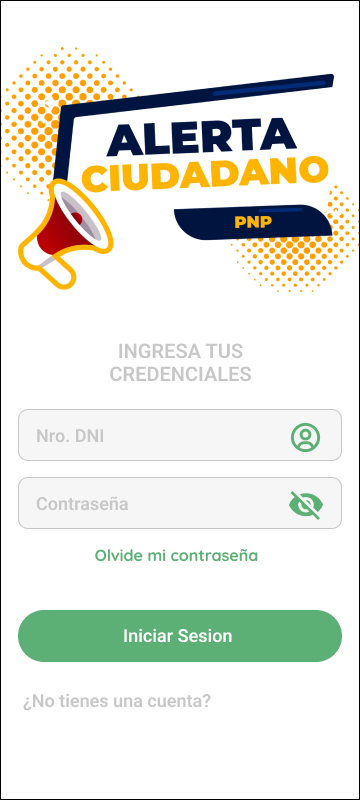 ALERTA
CIUDADANO
PNP
INGRESA TUS
CREDENCIALES
Nro. DNI
Contraseña
Olvide mi contraseña
Iniciar Sesion
¿No tienes una cuenta?